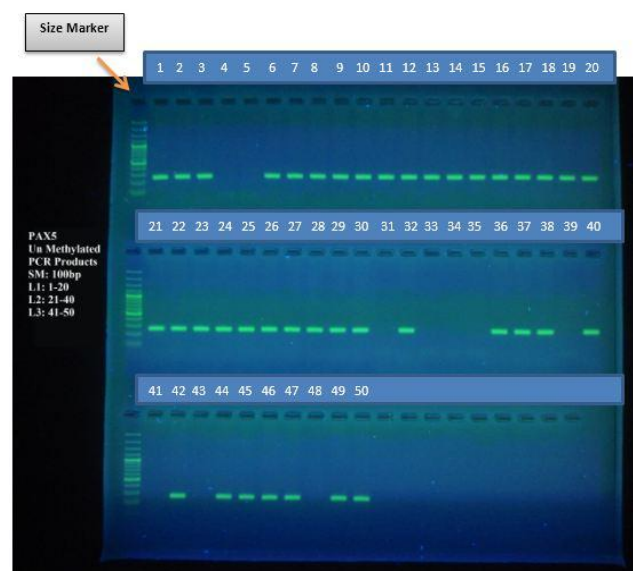 Size Marker
1 2 3 4 5 6 7 8 9 10 11 12 13 14 15 16 17 18 19 20
21 22 23 24 25 26 27 28 29 30 31 32 33 34 35 36 37 38 39 40
PAX5
Un Methylated
PCR Products
SM: 100bp
L1: 1-20
L2: 21-40
L3: 41-50
41 42 43 44 45 46 47 48 49 50